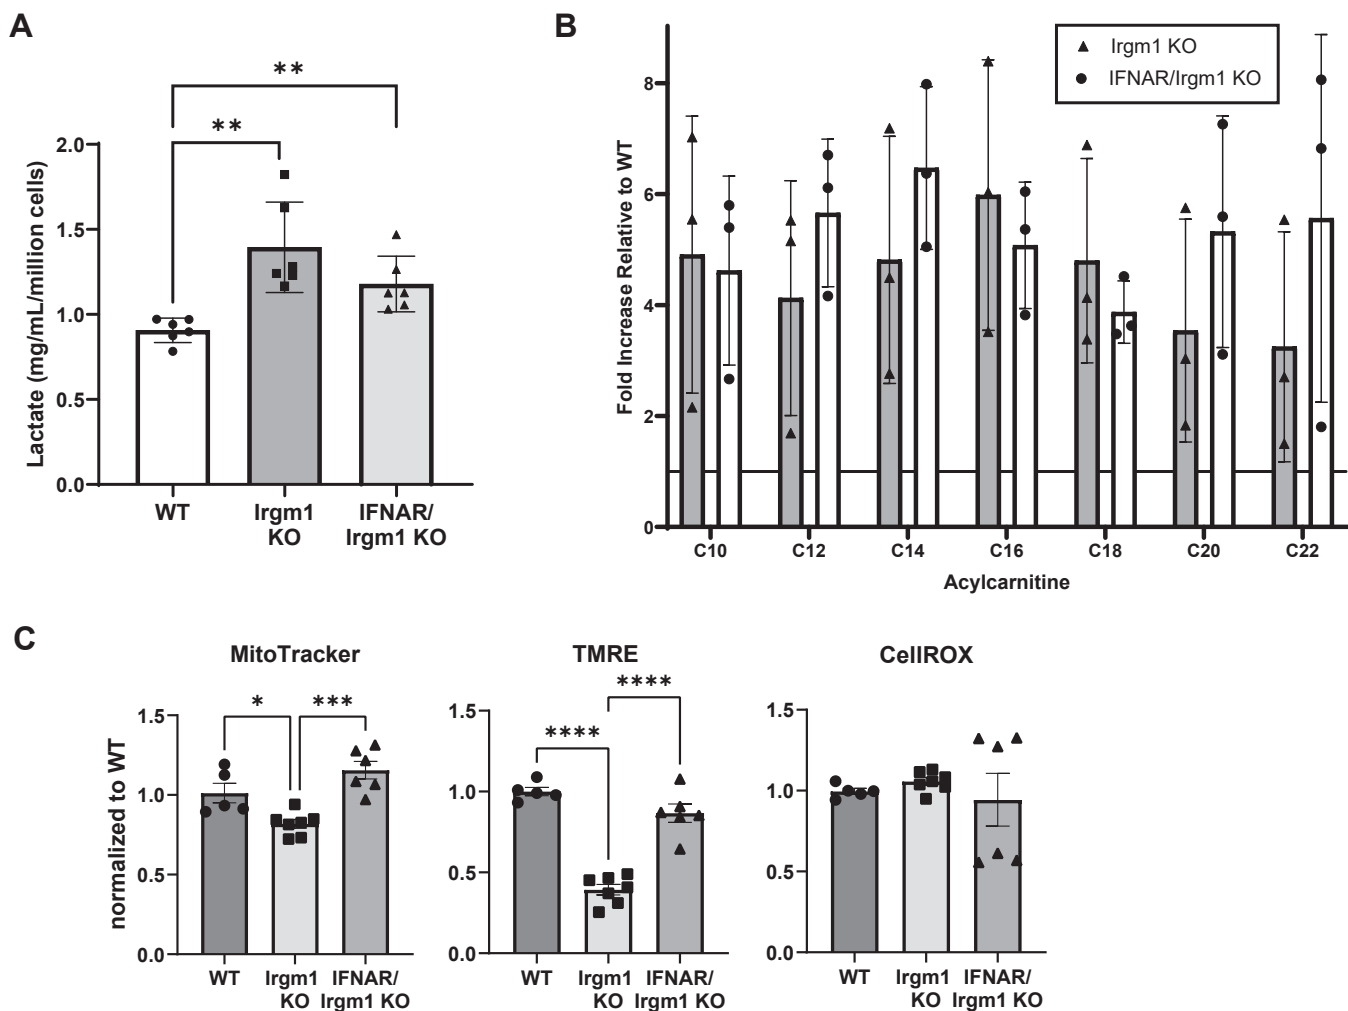 A
**
**
Lactate (mg/mL/million cells)
2.0
1.5
1.0
0.5
0.0
WT
Irgm1
KO
IFNAR/
Irgm1 KO
B
Irgm1 KO
IFNAR/Irgm1 KO
Fold Increase Relative to WT
8
6
4
2
0
C10 C12 C14 C16 C18 C20 C22
Acylcarnitine
C
MitoTracker
* ***
normalized to WT
1.5
1.0
0.5
0.0
WT
Irgm1
KO
IFNAR/
Irgm1 KO
TMRE
****
****
1.5
1.0
0.5
0.0
WT
Irgm1
KO
IFNAR/
Irgm1 KO
CellROX
1.5
1.0
0.5
0.0
WT
Irgm1
KO
IFNAR/
Irgm1 KO